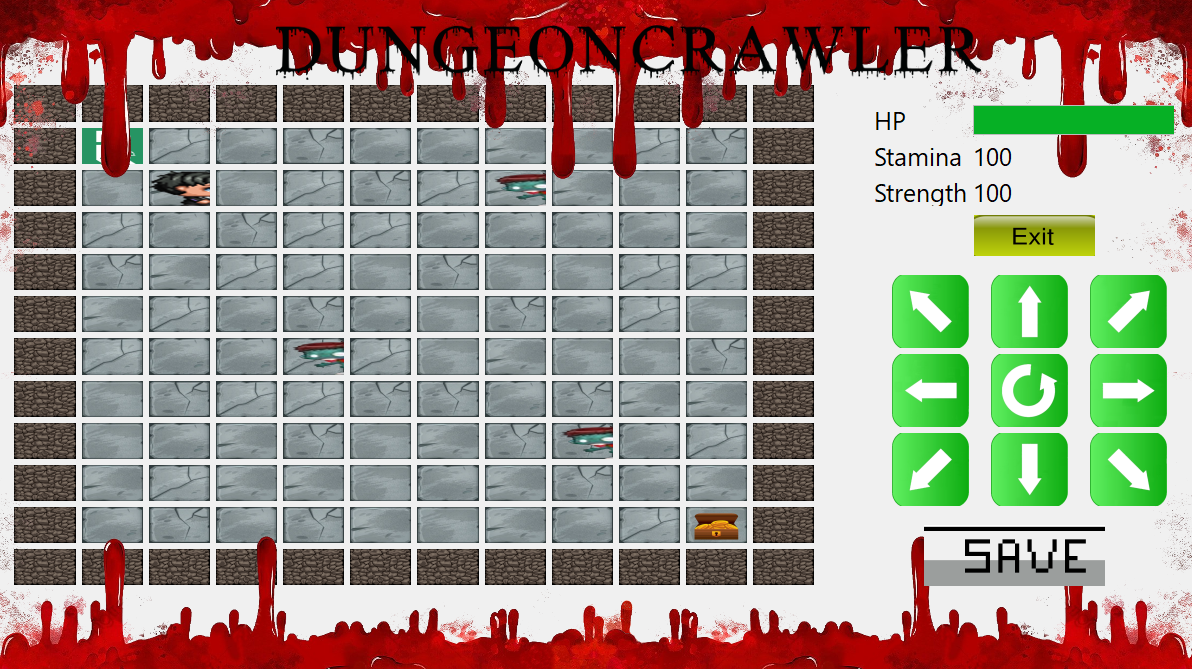 DUNGEONCRAWLER
HP
Stamina 100
Strength 100
Exit
SAVE